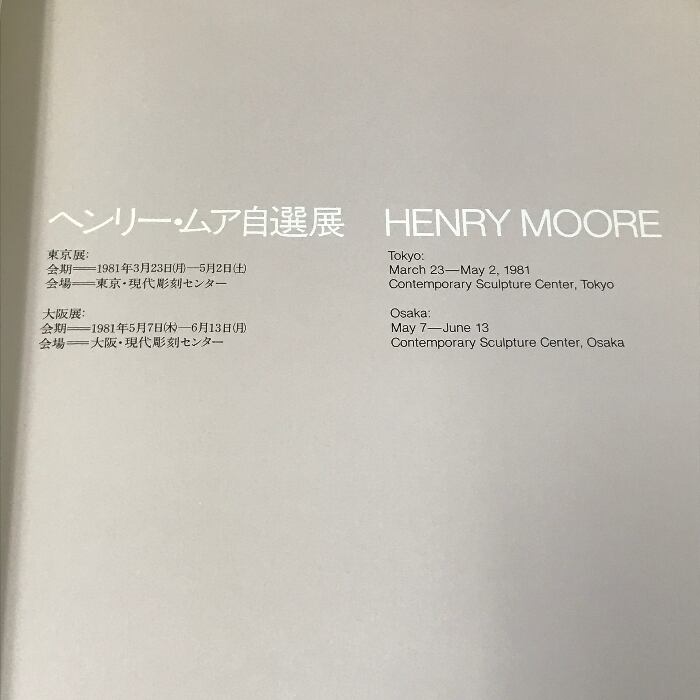 ヘンリー・ムア自選展
東京展:
会期══1981年3月23日(月)─5月2日(土)
会場══東京・現代彫刻センター
大阪展:
会期══1981年5月7日(木)─6月13日(月)
会場══大阪・現代彫刻センター
HENRY MOORE
Tokyo:
March 23—May 2, 1981
Contemporary Sculpture Center, Tokyo
Osaka:
May 7—June 13
Contemporary Sculpture Center, Osaka